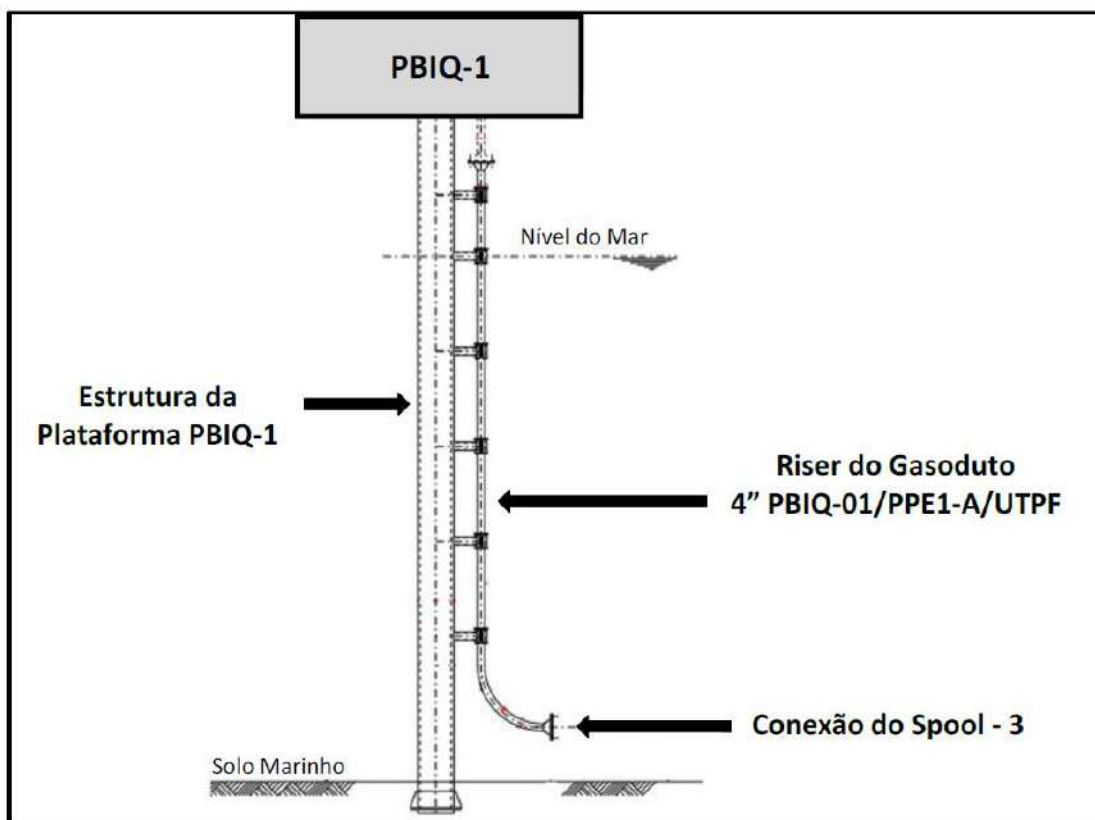 PBIQ-1
Nível do Mar
Estrutura da
Plataforma PBIQ-1
Riser do Gasoduto
4” PBIQ-01/PPE1-A/UTPF
Conexão do Spool - 3
Solo Marinho